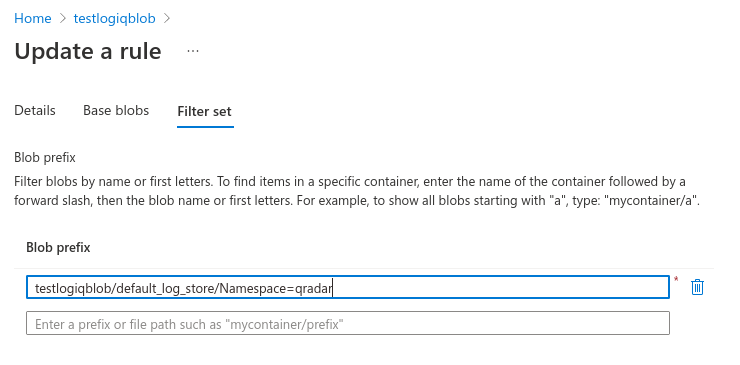 Home > testlogiqblob >
Update a rule ...
Details Base blobs Filter set
Blob prefix
Filter blobs by name or first letters. To find items in a specific container, enter the name of the container followed by a
forward slash, then the blob name or first letters. For example, to show all blobs starting with "a", type: "mycontainer/a".
Blob prefix
testlogiqblob/default_log_store/Namespace=qradar *
Enter a prefix or file path such as "mycontainer/prefix"